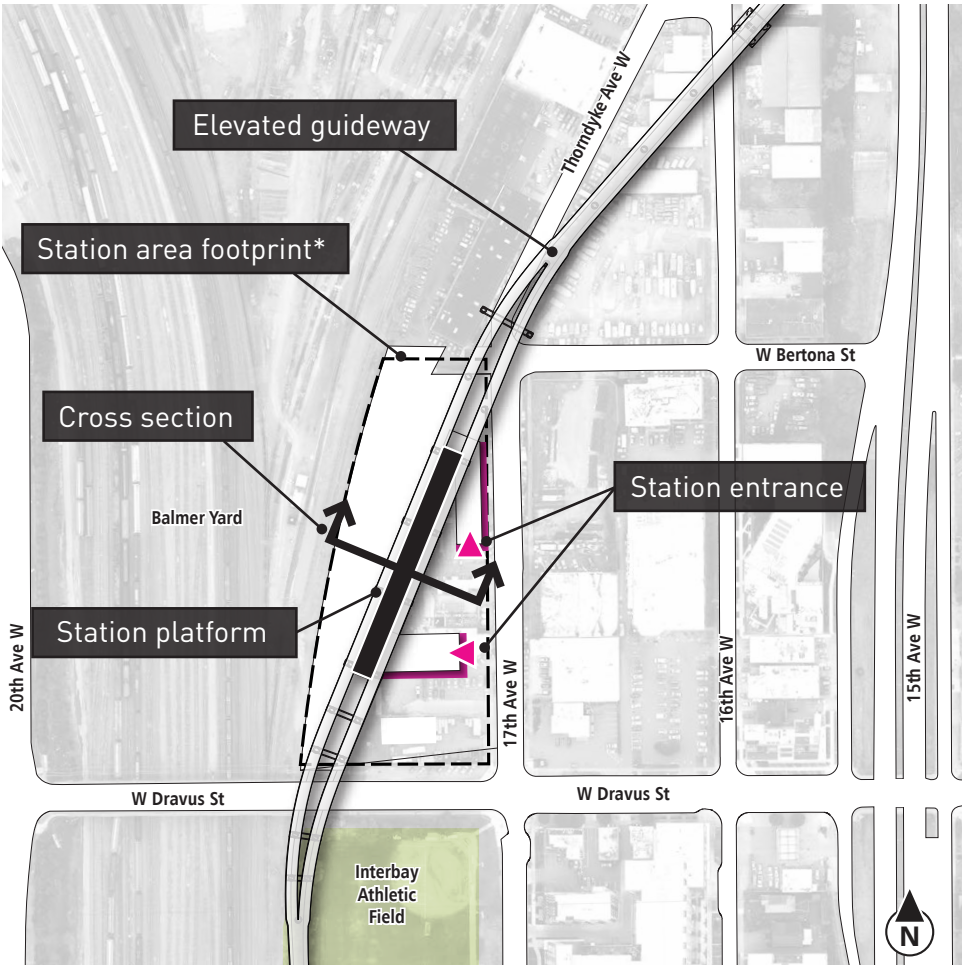 Thorndyke Ave W
Elevated guideway
Station area footprint*
W Bertona St
Cross section
Station entrance
Balmer Yard
Station platform
20th Ave W
17th Ave W
16th Ave W
15th Ave W
W Dravus St
W Dravus St
Interbay
Athletic
Field
N